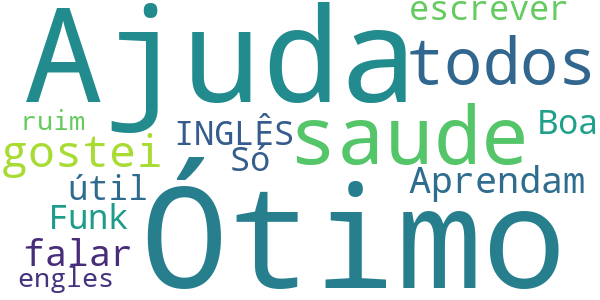 escrever
Ajuda
todos
ruim
INGLÊS
saude
Boa
gostei
Só
útil
Aprendam
Funk
Ótimo
falar
engles